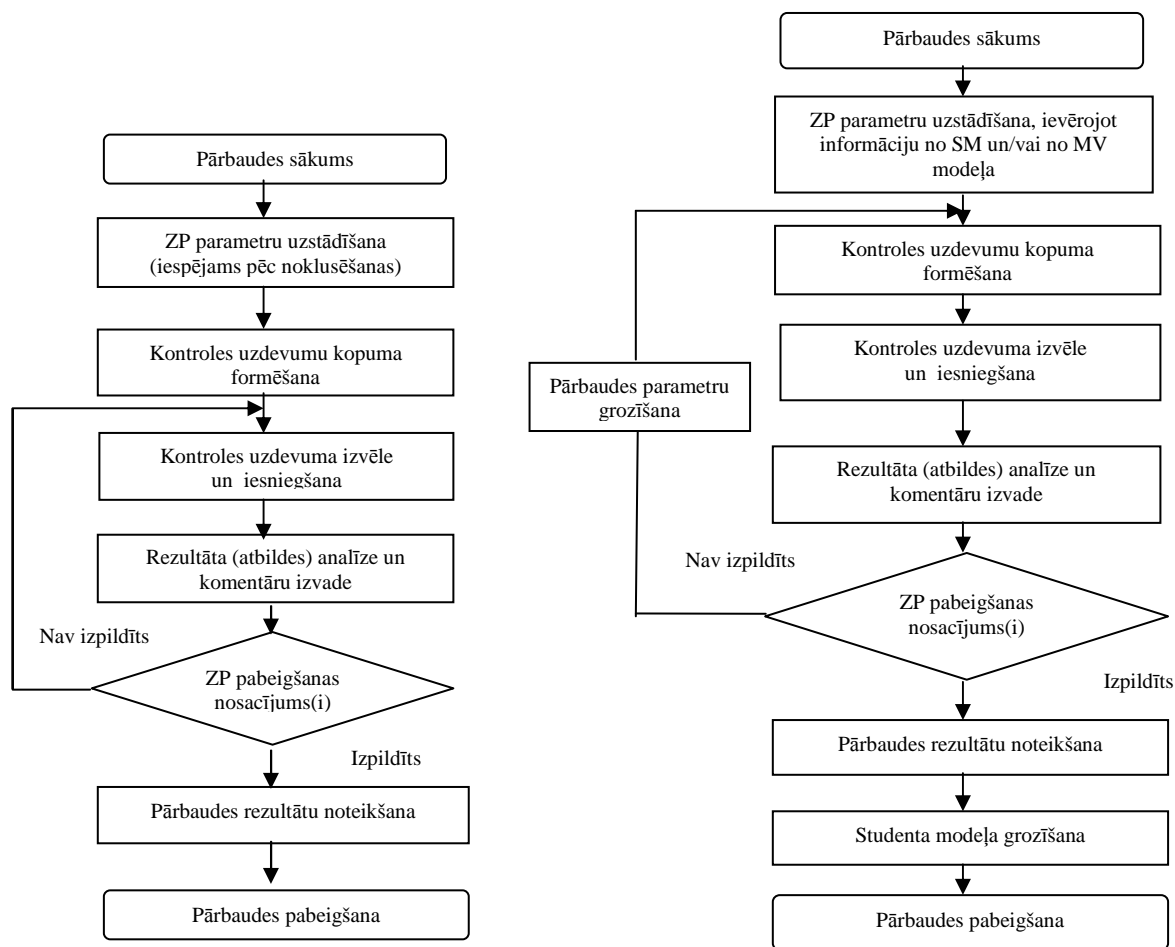 Pārbaudes sākums
ZP parametru uzstādīšana
(iespējams pēc noklusēšanas)
Kontroles uzdevumu kopuma
formēšana
Kontroles uzdevuma izvēle
un iesniegšana
Rezultāta (atbildes) analīze un
komentāru izvade
Nav izpildīts
ZP pabeigšanas
nosacījums(i)
Izpildīts
Pārbaudes rezultātu noteikšana
Pārbaudes pabeigšana
Pārbaudes sākums
ZP parametru uzstādīšana, ievērojot
informāciju no SM un/vai no MV
modeļa
Kontroles uzdevumu kopuma
formēšana
Kontroles uzdevuma izvēle
un iesniegšana
Pārbaudes parametru
grozīšana
Rezultāta (atbildes) analīze un
komentāru izvade
Nav izpildīts
ZP pabeigšanas
nosacījums(i)
Izpildīts
Pārbaudes rezultātu noteikšana
Studenta modeļa grozīšana
Pārbaudes pabeigšana